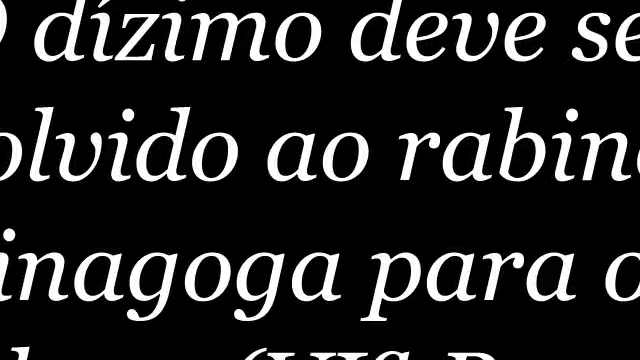 O dízimo deve se
olvido ao rabin
inagoga para o